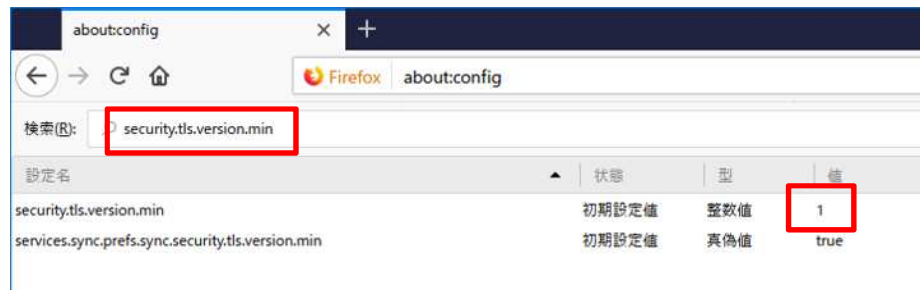 about:config
Firefox about:config
検索(R): security.tls.version.min
設定名 状態 型 値
security.tls.version.min 初期設定値 整数値 1
services.sync.prefs.sync.security.tls.version.min 初期設定値 真偽値 true